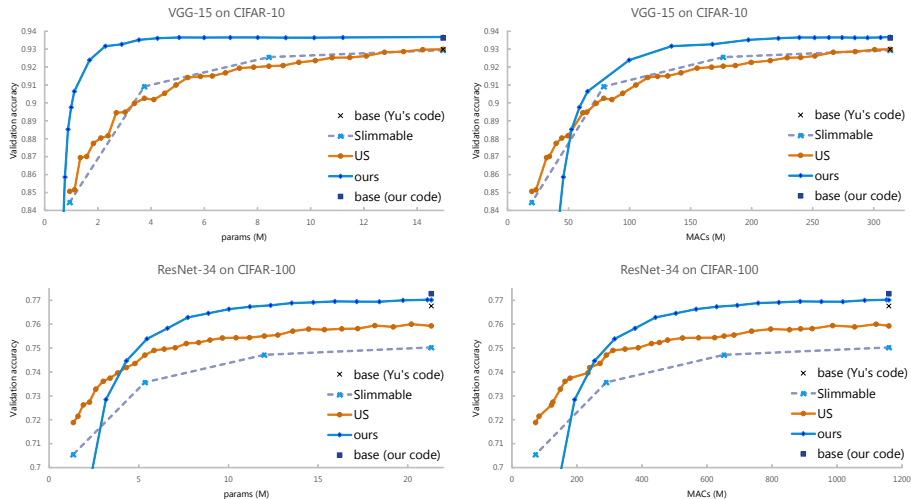 VGG-15 on CIFAR-10
Validation accuracy
0.94
0.93
0.92
0.91
0.9
0.89
0.88
0.87
0.86
0.85
0.84
0 2 4 6 8 10 12 14
params (M)
base (Yu's code)
Slimmable
US
ours
base (our code)
VGG-15 on CIFAR-10
Validation accuracy
0.94
0.93
0.92
0.91
0.9
0.89
0.88
0.87
0.86
0.85
0.84
0 50 100 150 200 250 300
MACs (M)
base (Yu's code)
Slimmable
US
ours
base (our code)
ResNet-34 on CIFAR-100
Validation accuracy
0.77
0.76
0.75
0.74
0.73
0.72
0.71
0.7
0 5 10 15 20
params (M)
base (Yu's code)
Slimmable
US
ours
base (our code)
ResNet-34 on CIFAR-100
Validation accuracy
0.77
0.76
0.75
0.74
0.73
0.72
0.71
0.7
0 200 400 600 800 1000 1200
MACs (M)
base (Yu's code)
Slimmable
US
ours
base (our code)